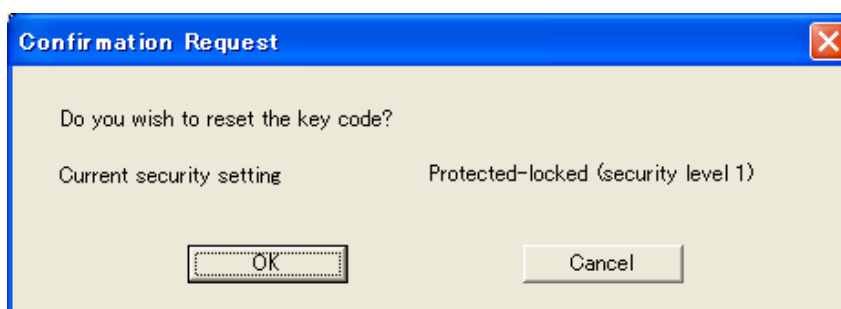 Confirmation Request
Do you wish to reset the key code?
Current security setting Protected-locked (security level 1)
OK Cancel